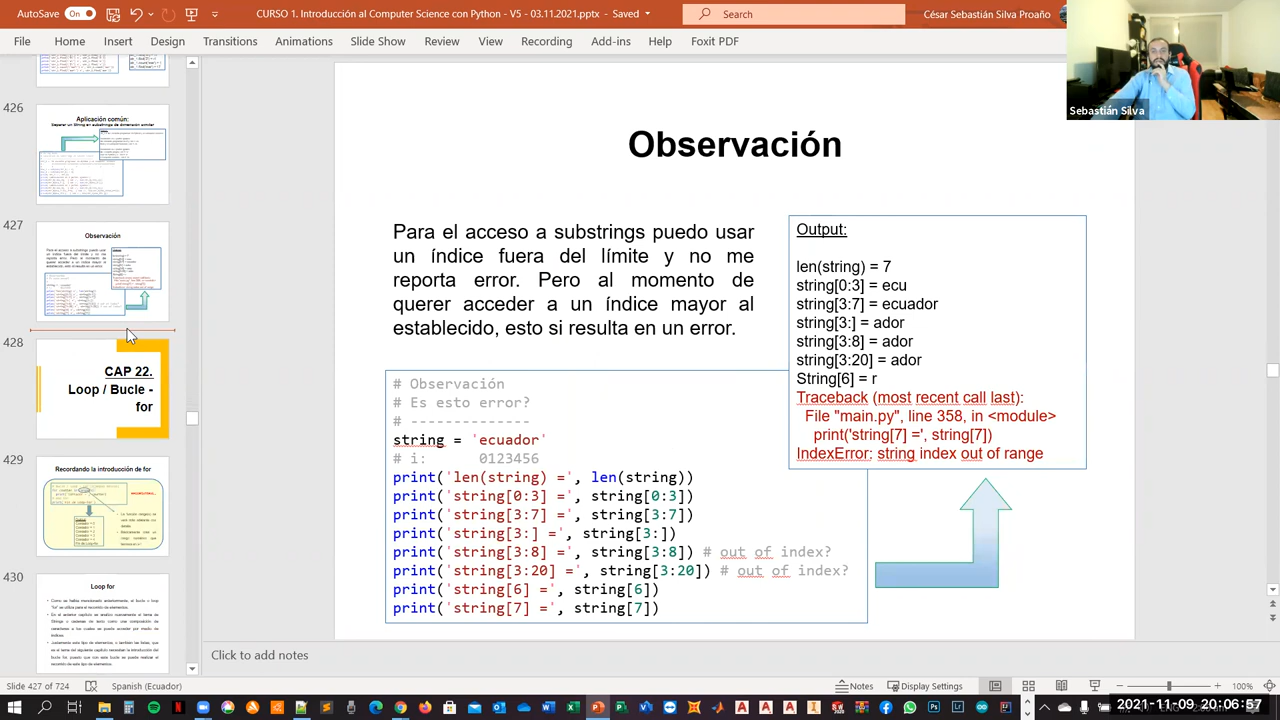 AutoSave On CURSO 1 - INICIO EN PYTHON - 03.11.2021.pptx - Saved Search César Sebastián Silva Proaño
File Home Insert Design Transitions Animations Slide Show Review View Recording Add-ins Help Foxit PDF
Sebastián Silva
426
Aplicación común:
Separar un String en substrings de dimensión similar
427
Observación
428
CAP 22.
Loop / Bucle -
for
429
Recordando la introducción de for
430
Loop for
Observación
Para el acceso a substrings puedo usar
un índice fuera del límite y no me
reporta error. Pero al momento de
querer acceder a un índice mayor al
establecido, esto si resulta en un error.
Output:
len(string) = 7
string[0:3] = ecu
string[3:7] = ecuador
string[3:] = ador
string[3:8] = ador
string[3:20] = ador
String[6] = r
Traceback (most recent call last):
File "main.py", line 358, in <module>
print('string[7] =', string[7])
IndexError: string index out of range
# Observación
# Es esto error?
# --------------
string = 'ecuador'
# i: 0123456
print('len(string) =', len(string))
print('string[0:3] =', string[0:3])
print('string[3:7] =', string[3:7])
print('string[3:] =', string[3:])
print('string[3:8] =', string[3:8]) # out of index?
print('string[3:20] =', string[3:20]) # out of index?
print('string[6] =', string[6])
print('string[7] =', string[7])
Click to add notes
Slide 427 of 724 Spanish (Ecuador) Notes Display Settings 100%
2021-11-09 20:06:57